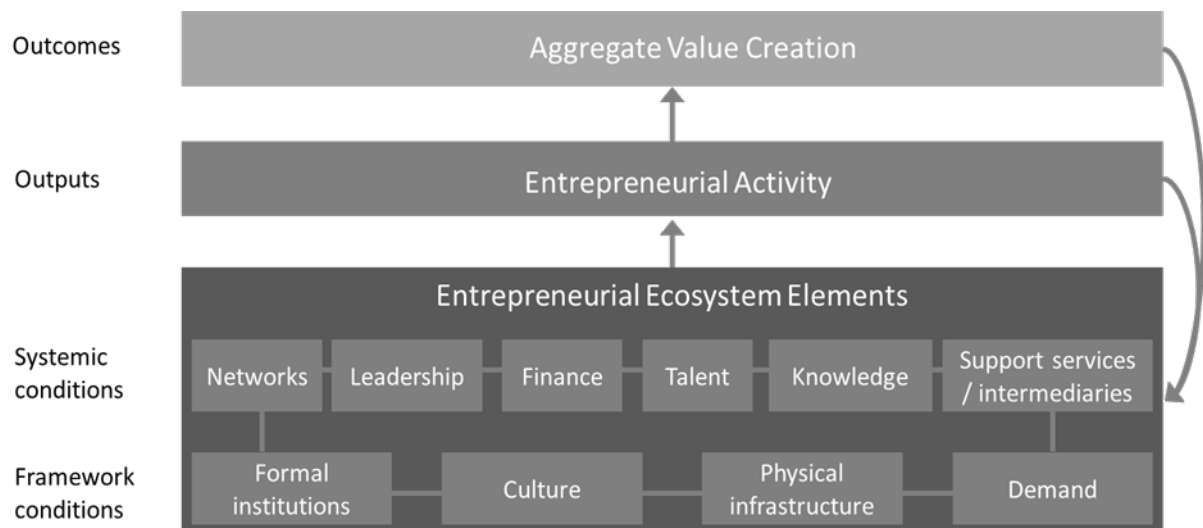 Outcomes
Aggregate Value Creation
Outputs
Entrepreneurial Activity
Entrepreneurial Ecosystem Elements
Systemic
conditions
Networks
Leadership
Finance
Talent
Knowledge
Support services
/ intermediaries
Framework
conditions
Formal
institutions
Culture
Physical
infrastructure
Demand